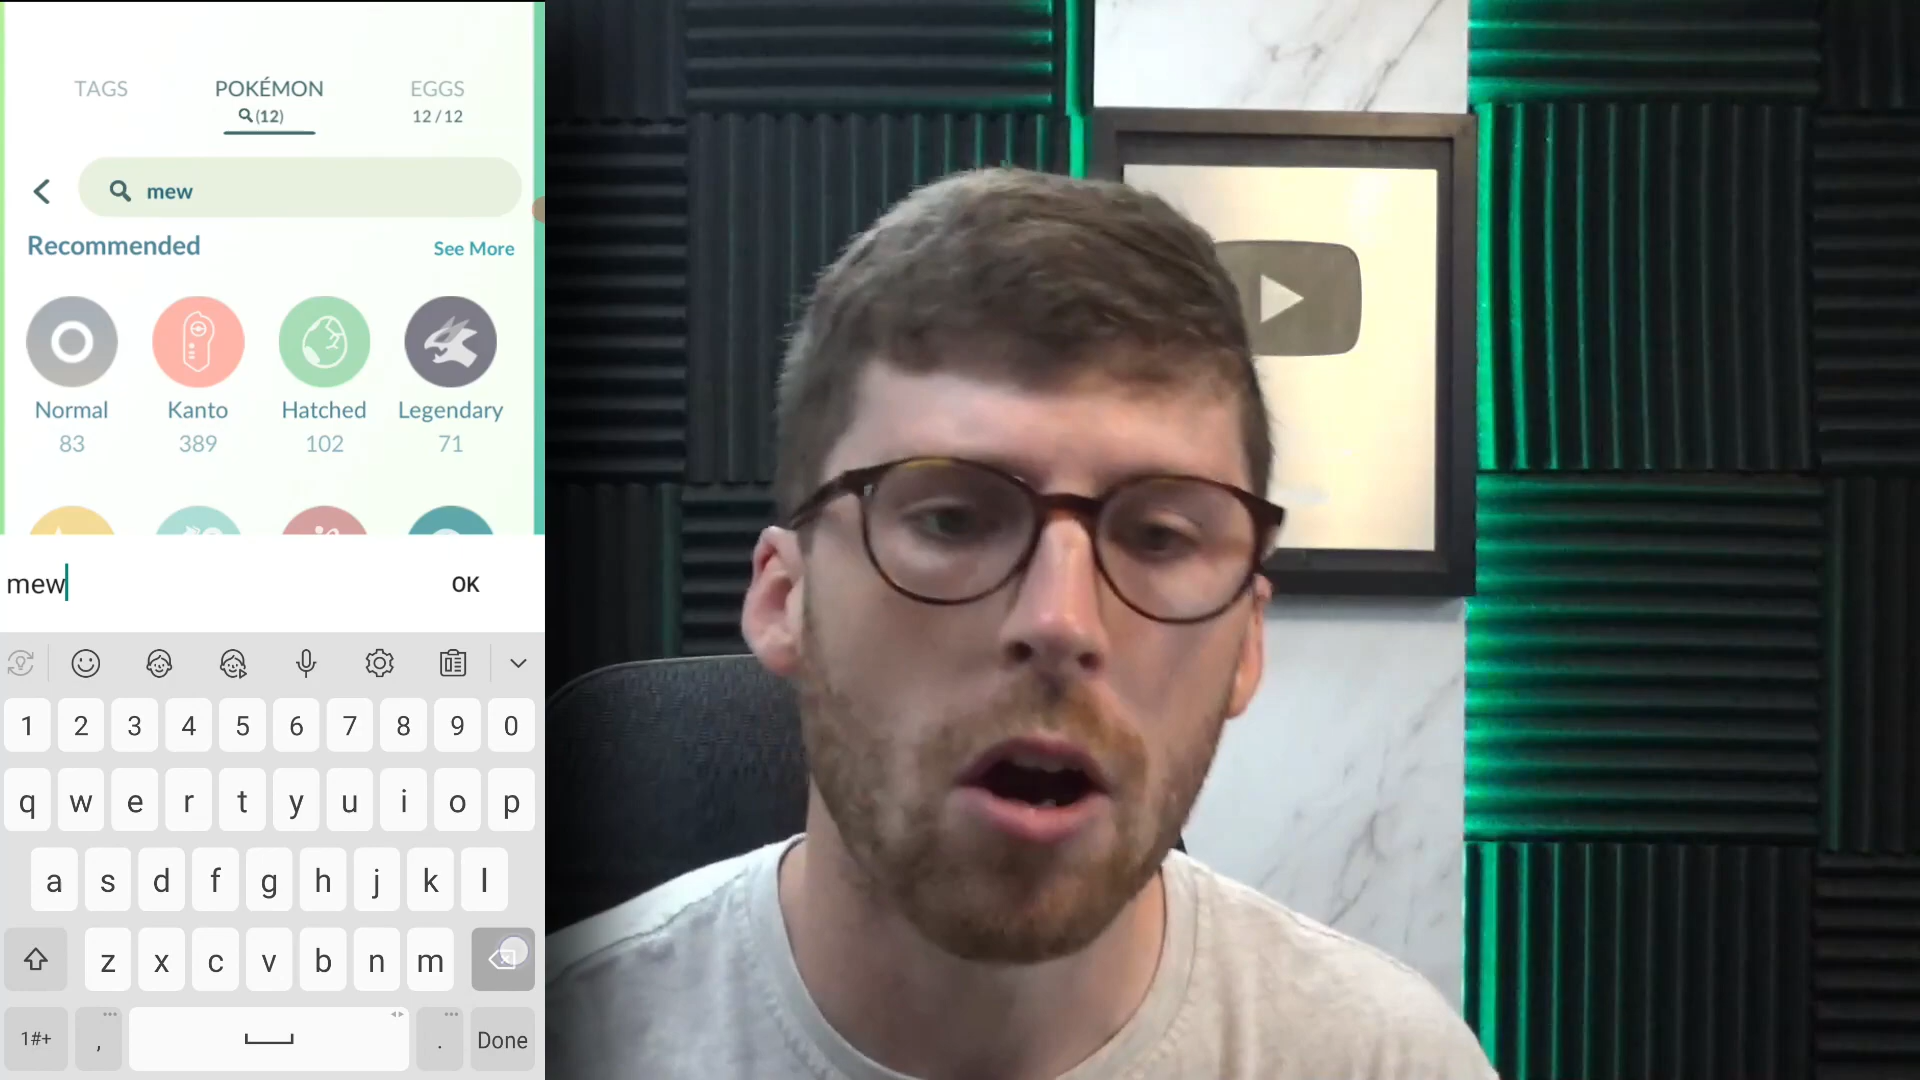 TAGS POKÉMON EGGS
(12) 12 / 12
mew
Recommended See More
Normal Kanto Hatched Legendary
83 389 102 71
mew OK
1 2 3 4 5 6 7 8 9 0
q w e r t y u i o p
a s d f g h j k l
z x c v b n m
1#+ , . Done